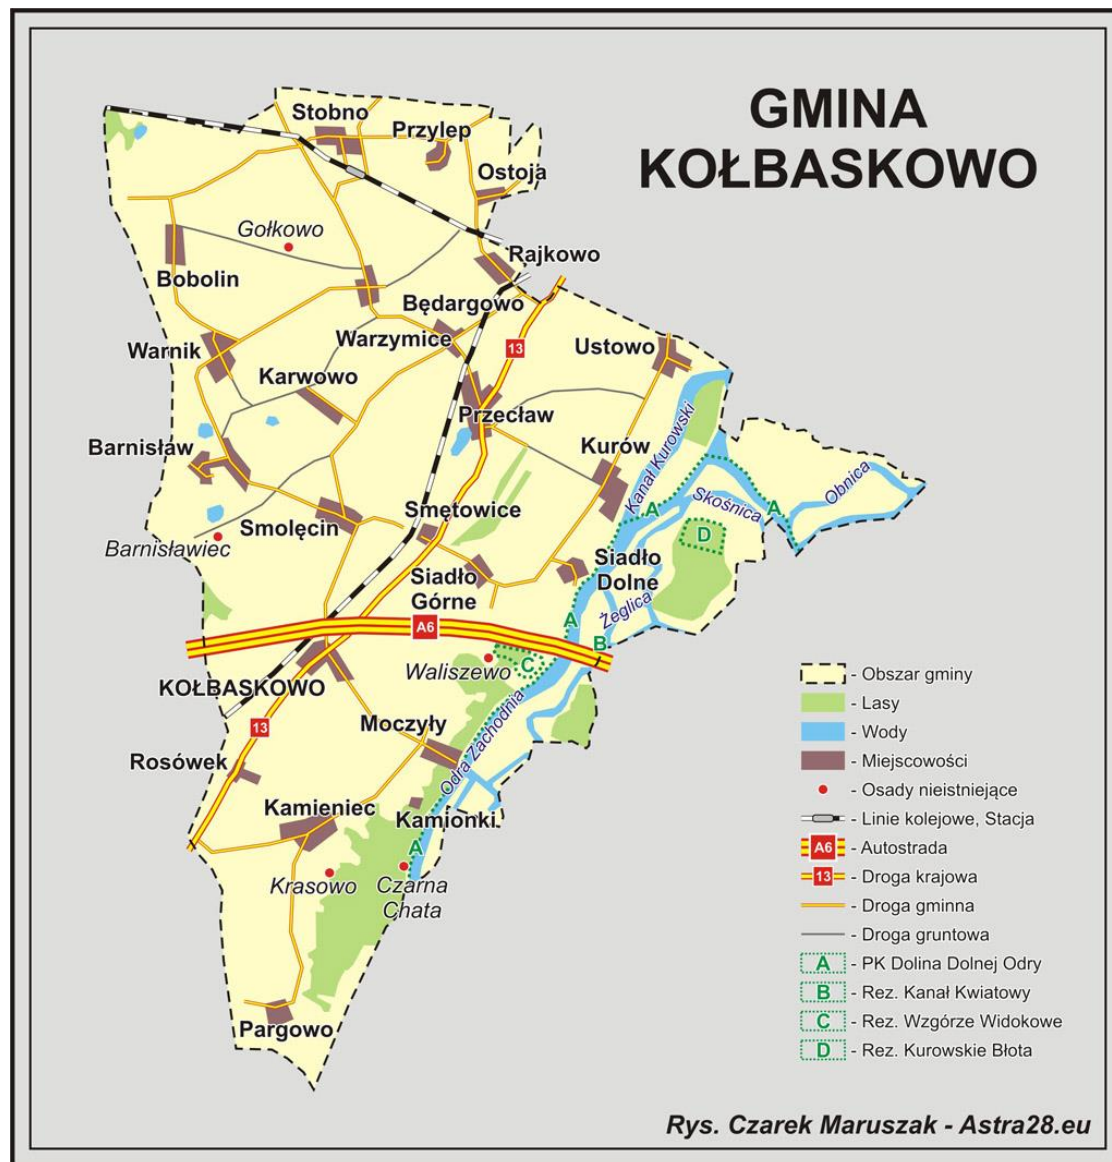 GMINA
KOŁBASKOWO
Stobno
Przylep
Ostoja
Gołkowo
Rajkowo
Bobolin
Będargowo
13
Warzymice
Ustowo
Warnik
Karwowo
Przecław
Kanał Kurowski
Barnisław
Kurów
Skośnica
Obnica
A
A
Smętowice
Smolęcin
D
Barnisławiec
Siadło
Górne
Siadło
Dolne
Żeglica
A
A6
B
Waliszewo
C
KOŁBASKOWO
Odra Zachodnia
Moczyły
13
Rosówek
Kamieniec
Kamionki
A
Krasowo
Czarna
Chata
Pargowo
- Obszar gminy
- Lasy
- Wody
- Miejscowości
- Osady nieistniejące
- Linie kolejowe, Stacja
A6 - Autostrada
13 - Droga krajowa
- Droga gminna
- Droga gruntowa
A - PK Dolina Dolnej Odry
B - Rez. Kanał Kwiatowy
C - Rez. Wzgórze Widokowe
D - Rez. Kurowskie Błota
Rys. Czarek Maruszak - Astra28.eu